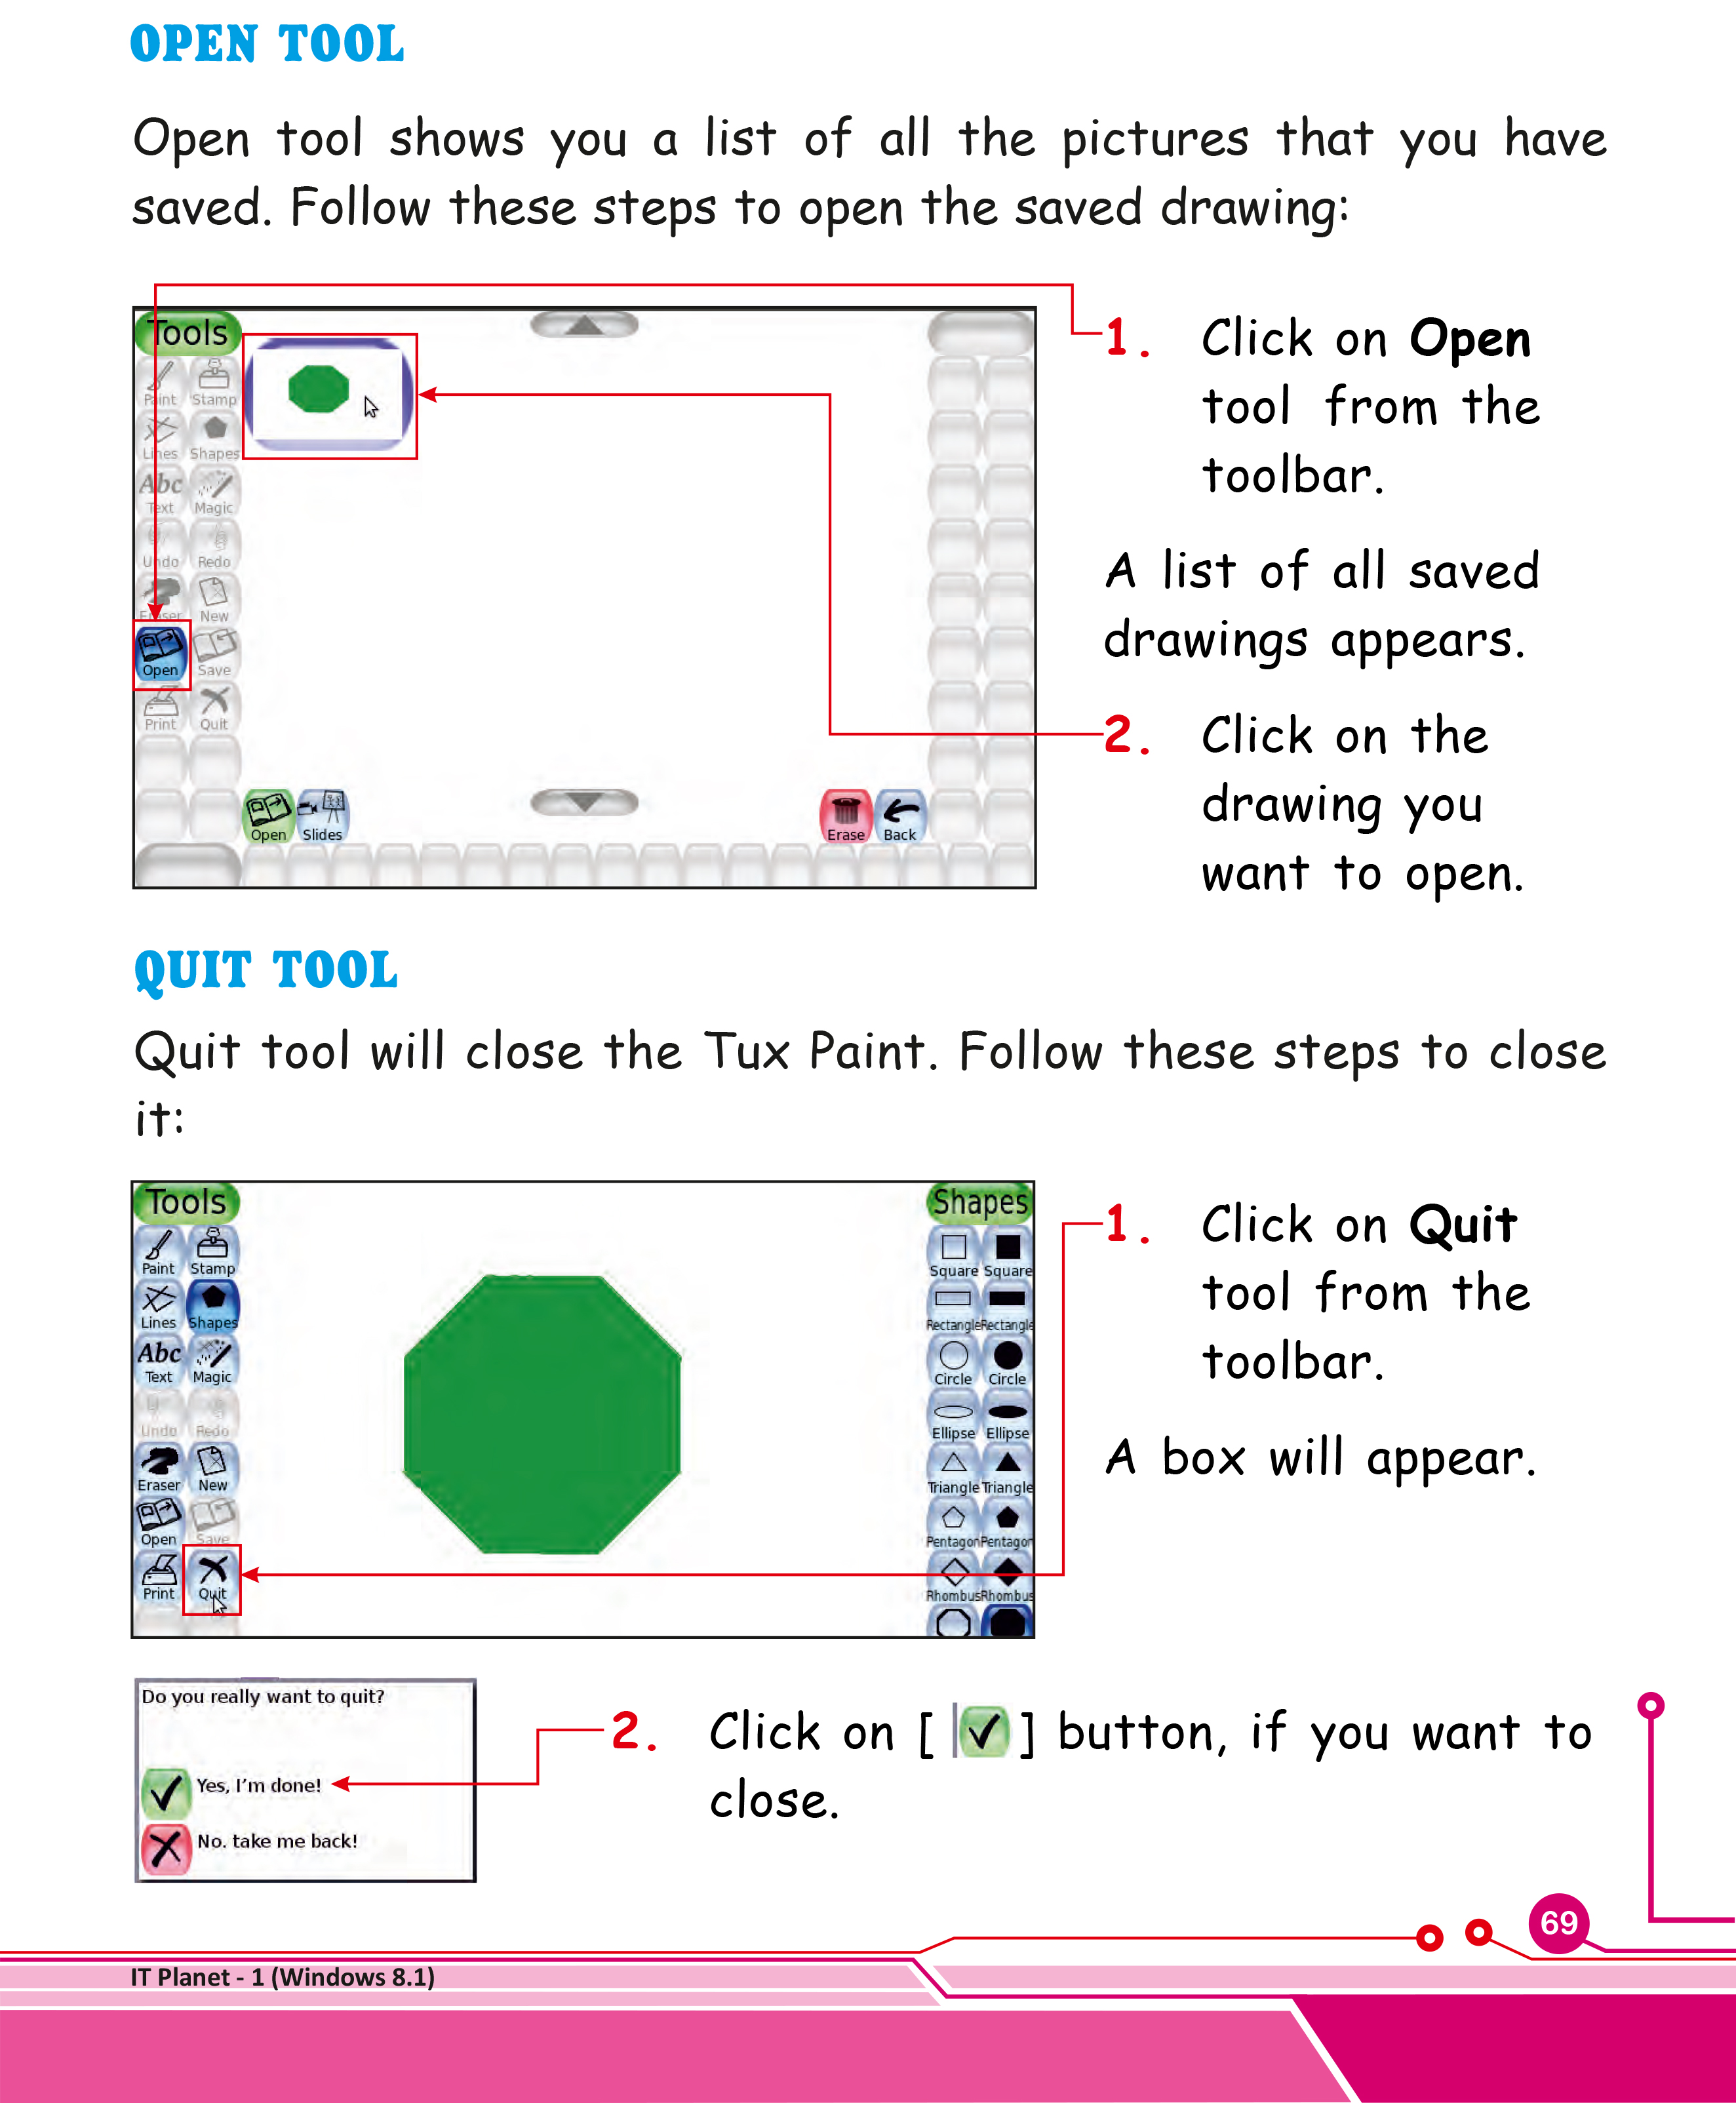 OPEN TOOL
Open tool shows you a list of all the pictures that you have
saved. Follow these steps to open the saved drawing:
Tools
Paint Stamp
Lines Shapes
Abc
Text Magic
Undo Redo
Eraser New
Open Save
Print Quit
Open Slides
Erase Back
1. Click on Open
tool from the
toolbar.
A list of all saved
drawings appears.
2. Click on the
drawing you
want to open.
QUIT TOOL
Quit tool will close the Tux Paint. Follow these steps to close
it:
Tools
Paint Stamp
Lines Shapes
Abc
Text Magic
Undo Redo
Eraser New
Open Save
Print Quit
Shapes
Square Square
Rectangle Rectangle
Circle Circle
Ellipse Ellipse
Triangle Triangle
Pentagon Pentagon
Rhombus Rhombus
1. Click on Quit
tool from the
toolbar.
A box will appear.
Do you really want to quit?
Yes, I'm done!
No. take me back!
2. Click on [ ✓ ] button, if you want to
close.
69
IT Planet - 1 (Windows 8.1)